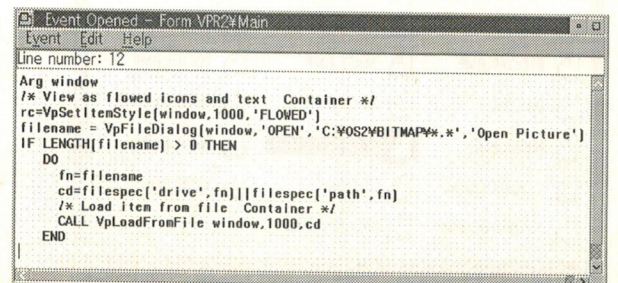 Event Opened - Form VPR2¥Main
Event Edit Help
Line number: 12
Arg window
/* View as flowed icons and text  Container */
rc=VpSetItemStyle(window,1000,'FLOWED')
filename = VpFileDialog(window,'OPEN','C:¥OS2¥BITMAP¥*.*','Open Picture')
IF LENGTH(filename) > 0 THEN
DO
fn=filename
cd=filespec('drive',fn)||filespec('path',fn)
/* Load item from file  Container */
CALL VpLoadFromFile window,1000,cd
END